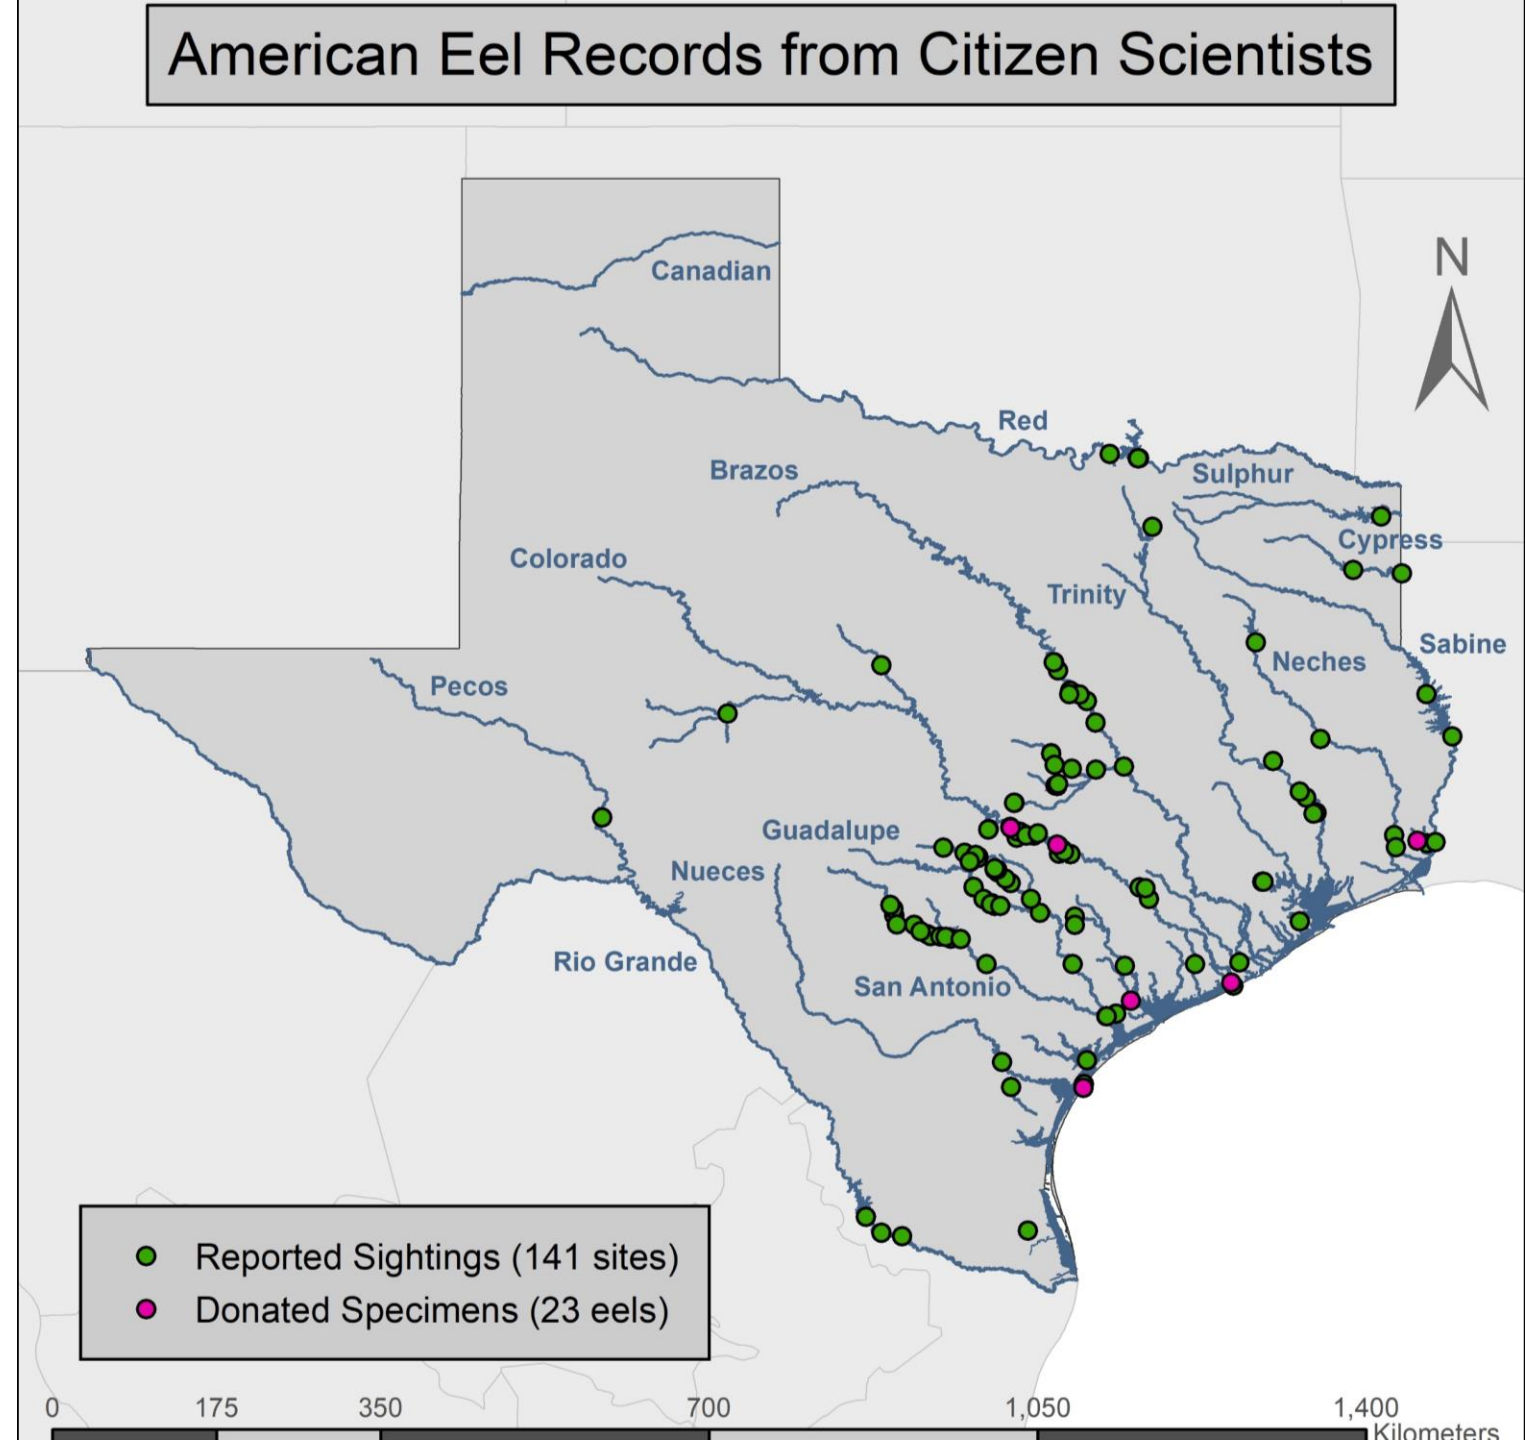 American Eel Records from Citizen Scientists
N
Canadian
Red
Brazos
Sulphur
Cypress
Colorado
Trinity
Sabine
Neches
Pecos
Guadalupe
Nueces
Rio Grande
San Antonio
Reported Sightings (141 sites)
Donated Specimens (23 eels)
0 175 350 700 1,050 1,400
Kilometers